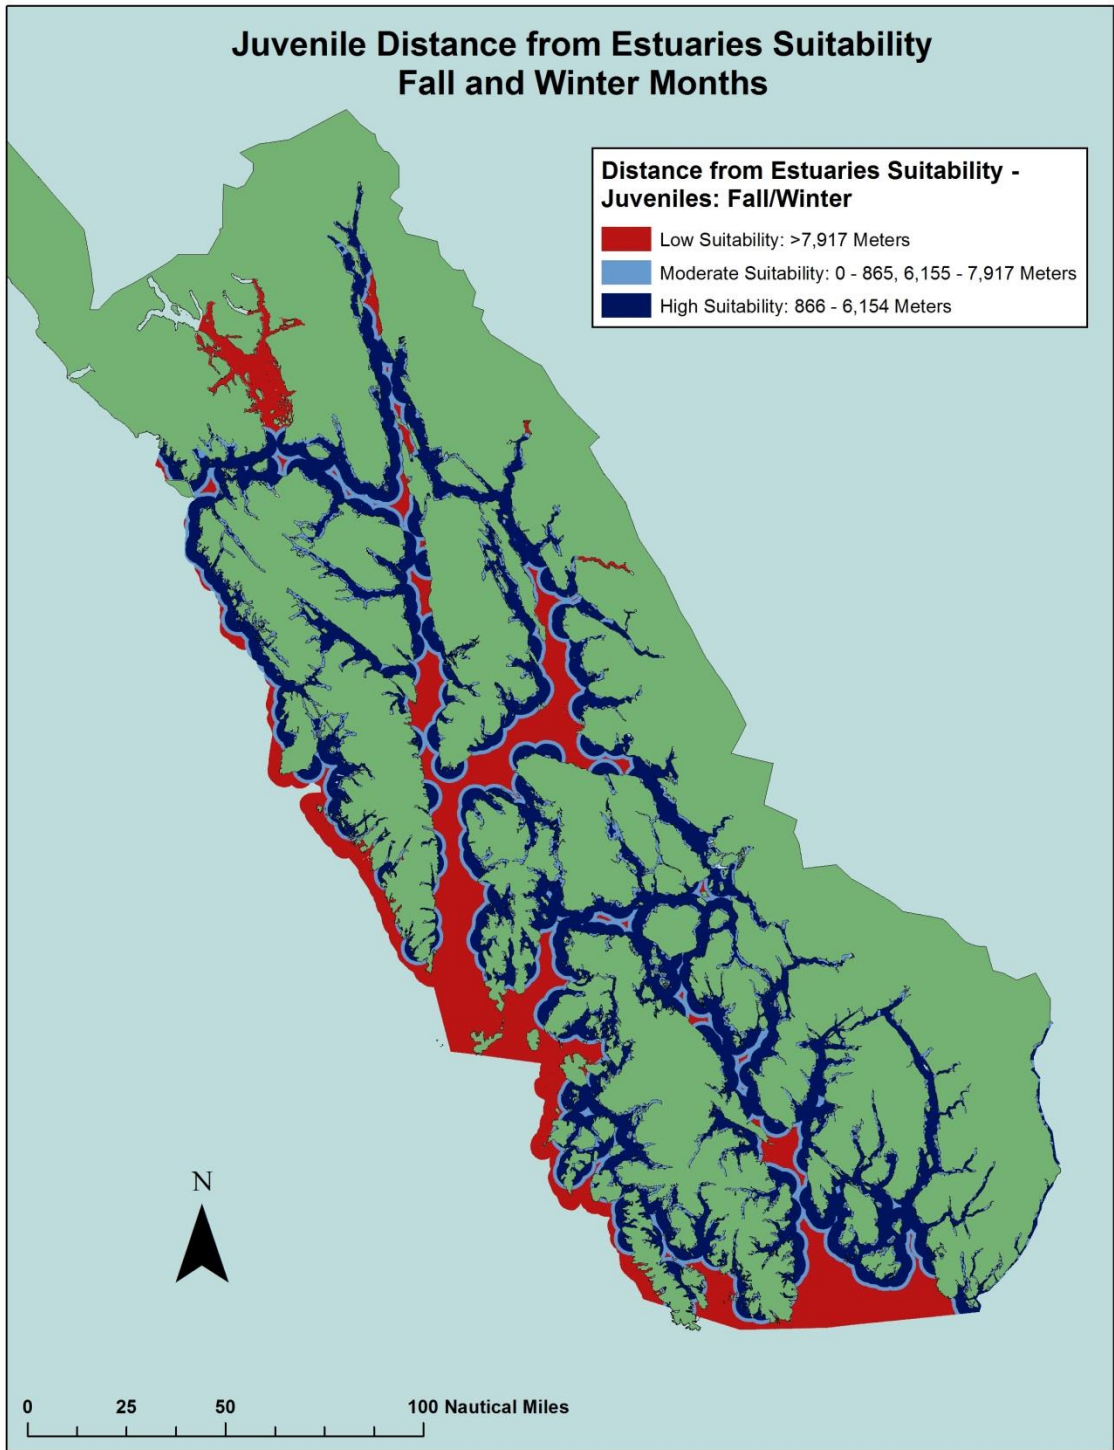 Juvenile Distance from Estuaries Suitability
Fall and Winter Months
Distance from Estuaries Suitability -
Juveniles: Fall/Winter
Low Suitability: >7,917 Meters
Moderate Suitability: 0 - 865, 6,155 - 7,917 Meters
High Suitability: 866 - 6,154 Meters
N
0 25 50 100 Nautical Miles